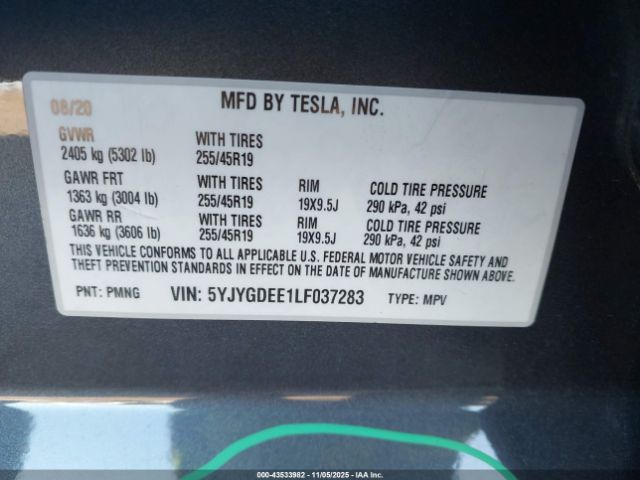 08/20 MFD BY TESLA, INC.
GVWR WITH TIRES
2405 kg (5302 lb) 255/45R19
GAWR FRT WITH TIRES RIM COLD TIRE PRESSURE
1363 kg (3004 lb) 255/45R19 19X9.5J 290 kPa, 42 psi
GAWR RR WITH TIRES RIM COLD TIRE PRESSURE
1636 kg (3606 lb) 255/45R19 19X9.5J 290 kPa, 42 psi
THIS VEHICLE CONFORMS TO ALL APPLICABLE U.S. FEDERAL MOTOR VEHICLE SAFETY AND
THEFT PREVENTION STANDARDS IN EFFECT ON THE DATE OF MANUFACTURE SHOWN ABOVE.
PNT: PMNG VIN: 5YJYGDEE1LF037283 TYPE: MPV
000-43533982 - 11/05/2025 - IAA Inc.